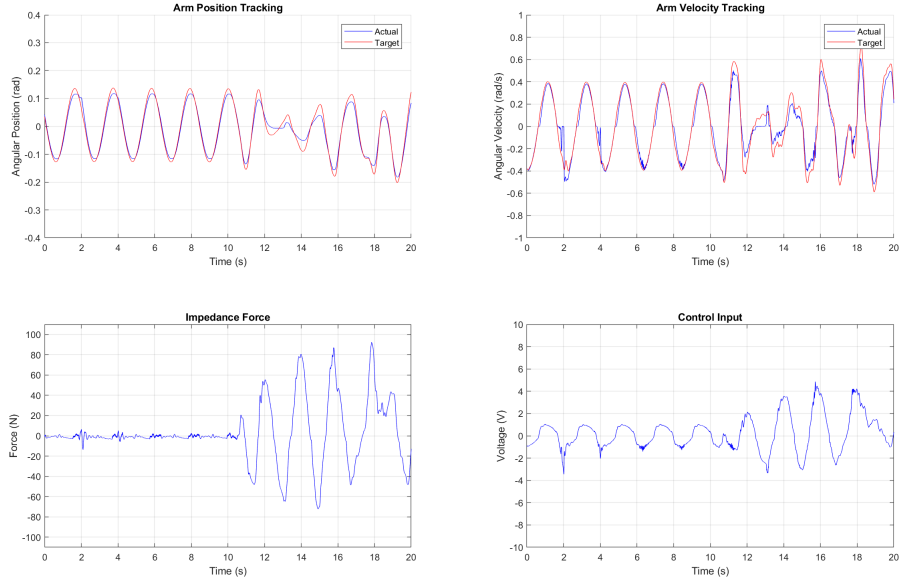 Arm Position Tracking
0.4
0.3
0.2
0.1
0
-0.1
-0.2
-0.3
-0.4
Angular Position (rad)
Actual
Target
0 2 4 6 8 10 12 14 16 18 20
Time (s)
Arm Velocity Tracking
1
0.8
0.6
0.4
0.2
0
-0.2
-0.4
-0.6
-0.8
-1
Angular Velocity (rad/s)
Actual
Target
0 2 4 6 8 10 12 14 16 18 20
Time (s)
Impedance Force
100
80
60
40
20
0
-20
-40
-60
-80
-100
Force (N)
0 2 4 6 8 10 12 14 16 18 20
Time (s)
Control Input
10
8
6
4
2
0
-2
-4
-6
-8
-10
Voltage (V)
0 2 4 6 8 10 12 14 16 18 20
Time (s)